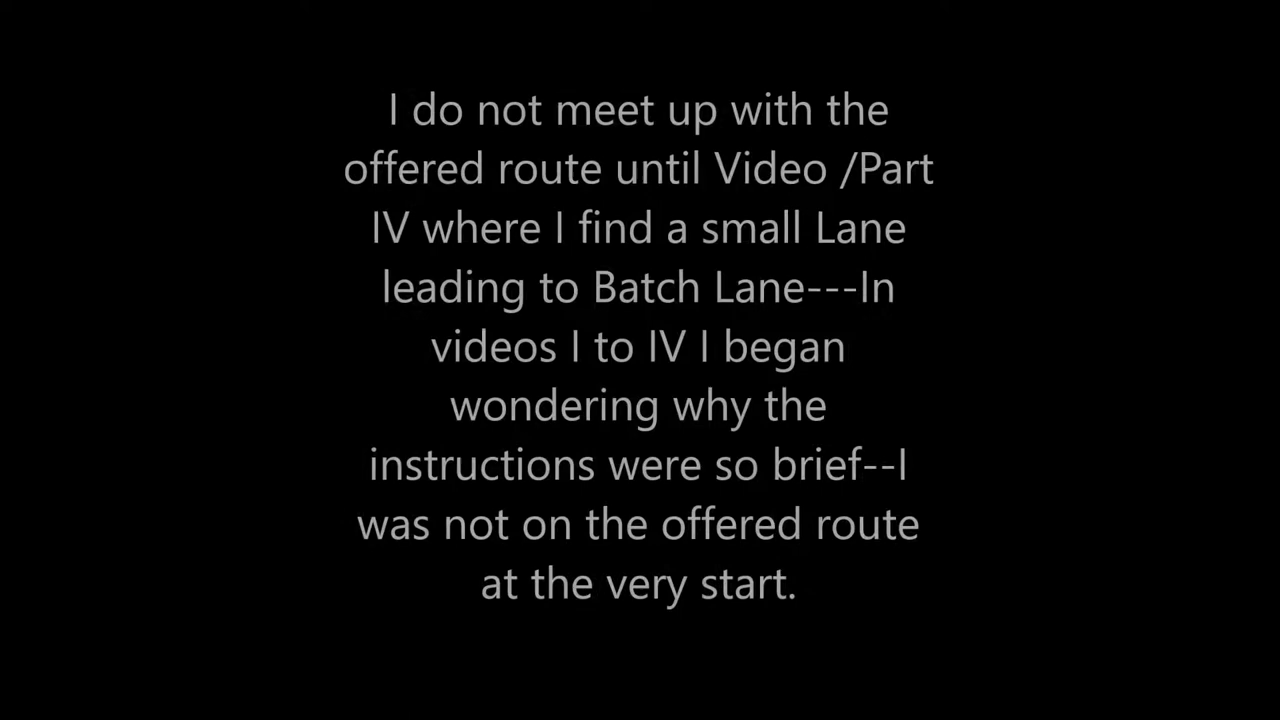 I do not meet up with the
offered route until Video /Part
IV where I find a small Lane
leading to Batch Lane---In
videos I to IV I began
wondering why the
instructions were so brief--I
was not on the offered route
at the very start.